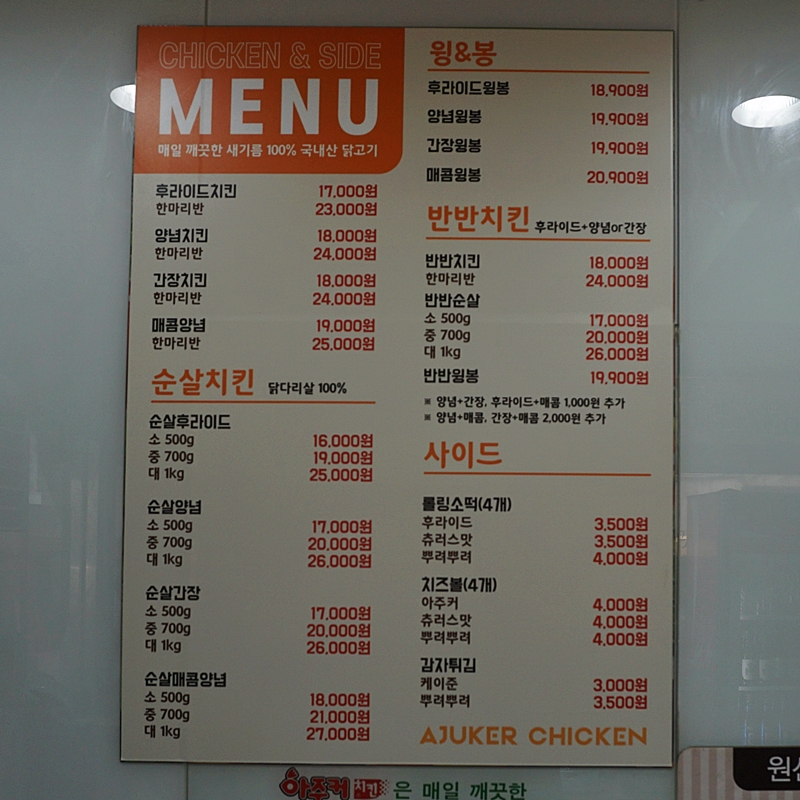 CHICKEN & SIDE
MENU
매일 깨끗한 새기름 100% 국내산 닭고기
후라이드치킨 17,000원
한마리반 23,000원
양념치킨 18,000원
한마리반 24,000원
간장치킨 18,000원
한마리반 24,000원
매콤양념 19,000원
한마리반 25,000원
순살치킨 닭다리살 100%
순살후라이드
소 500g 16,000원
중 700g 19,000원
대 1kg 25,000원
순살양념
소 500g 17,000원
중 700g 20,000원
대 1kg 26,000원
순살간장
소 500g 17,000원
중 700g 20,000원
대 1kg 26,000원
순살매콤양념
소 500g 18,000원
중 700g 21,000원
대 1kg 27,000원
윙&봉
후라이드윙봉 18,900원
양념윙봉 19,900원
간장윙봉 19,900원
매콤윙봉 20,900원
반반치킨 후라이드+양념or간장
반반치킨 18,000원
한마리반 24,000원
반반순살
소 500g 17,000원
중 700g 20,000원
대 1kg 26,000원
반반윙봉 19,900원
※ 양념+간장, 후라이드+매콤 1,000원 추가
※ 양념+매콤, 간장+매콤 2,000원 추가
사이드
롤링소떡(4개)
후라이드 3,500원
츄러스맛 3,500원
뿌려뿌려 4,000원
치즈볼(4개)
아주커 4,000원
츄러스맛 4,000원
뿌려뿌려 4,000원
감자튀김
케이준 3,000원
뿌려뿌려 3,500원
AJUKER CHICKEN
아주커 치킨 은 매일 깨끗한